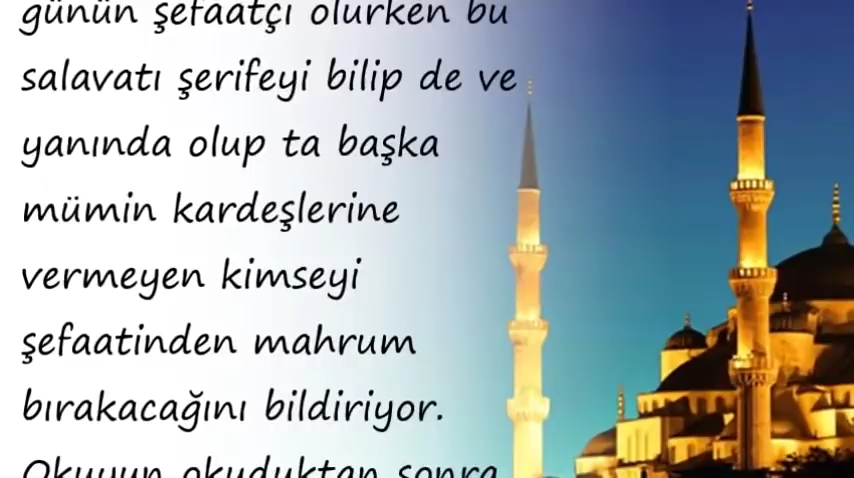 günün şefaatçı olurken bu
salavatı şerifeyi bilip de ve
yanında olup ta başka
mümin kardeşlerine
vermeyen kimseyi
şefaatinden mahrum
bırakacağını bildiriyor.
Okuyun okuduktan sonra